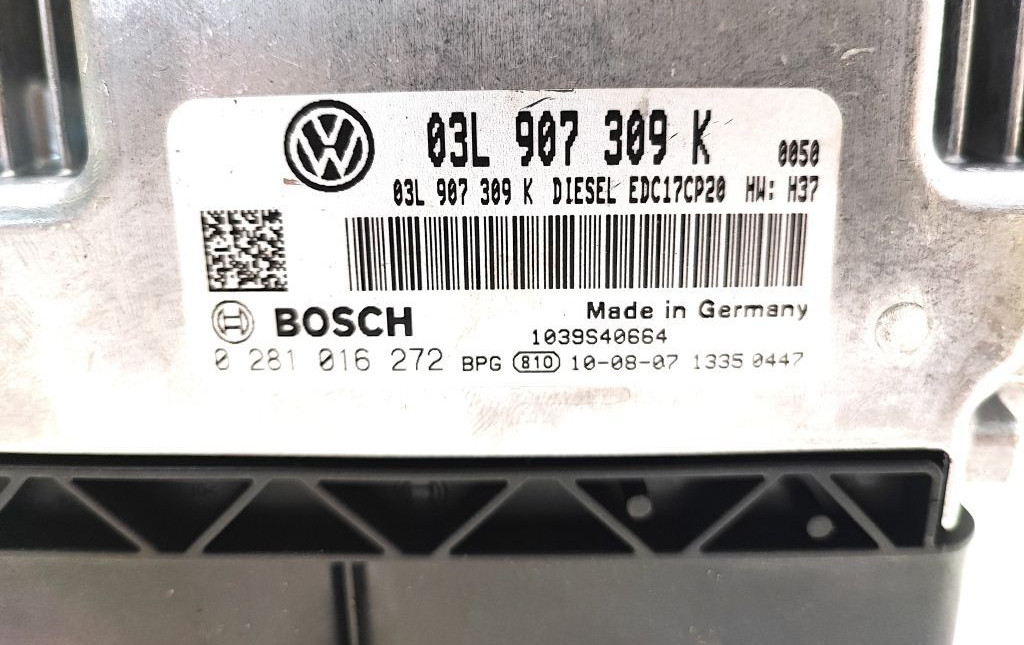 03L 907 309 K 0050
03L 907 309 K DIESEL EDC17CP20 HW: H37
BOSCH Made in Germany
1039S40664
0 281 016 272 BPG 810 10-08-07 1335 0447